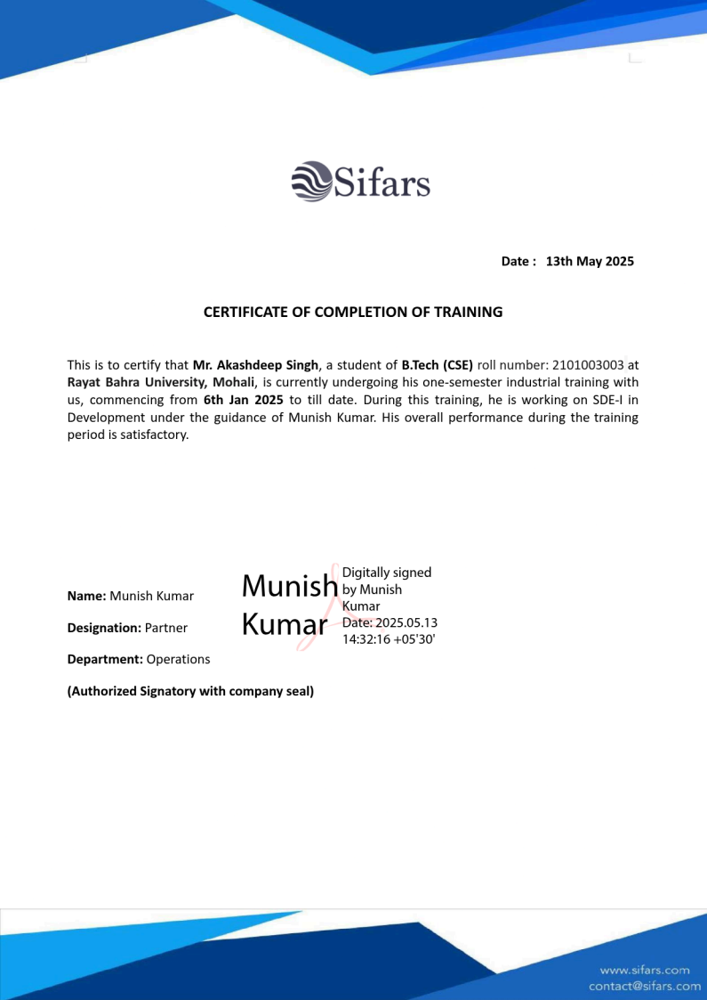 Sifars
Date : 13th May 2025
CERTIFICATE OF COMPLETION OF TRAINING
This is to certify that Mr. Akashdeep Singh, a student of B.Tech (CSE) roll number: 2101003003 at
Rayat Bahra University, Mohali, is currently undergoing his one-semester industrial training with
us, commencing from 6th Jan 2025 to till date. During this training, he is working on SDE-I in
Development under the guidance of Munish Kumar. His overall performance during the training
period is satisfactory.
Name: Munish Kumar
Designation: Partner
Department: Operations
Munish
Kumar
Digitally signed
by Munish
Kumar
Date: 2025.05.13
14:32:16 +05'30'
(Authorized Signatory with company seal)
www.sifars.com
contact@sifars.com